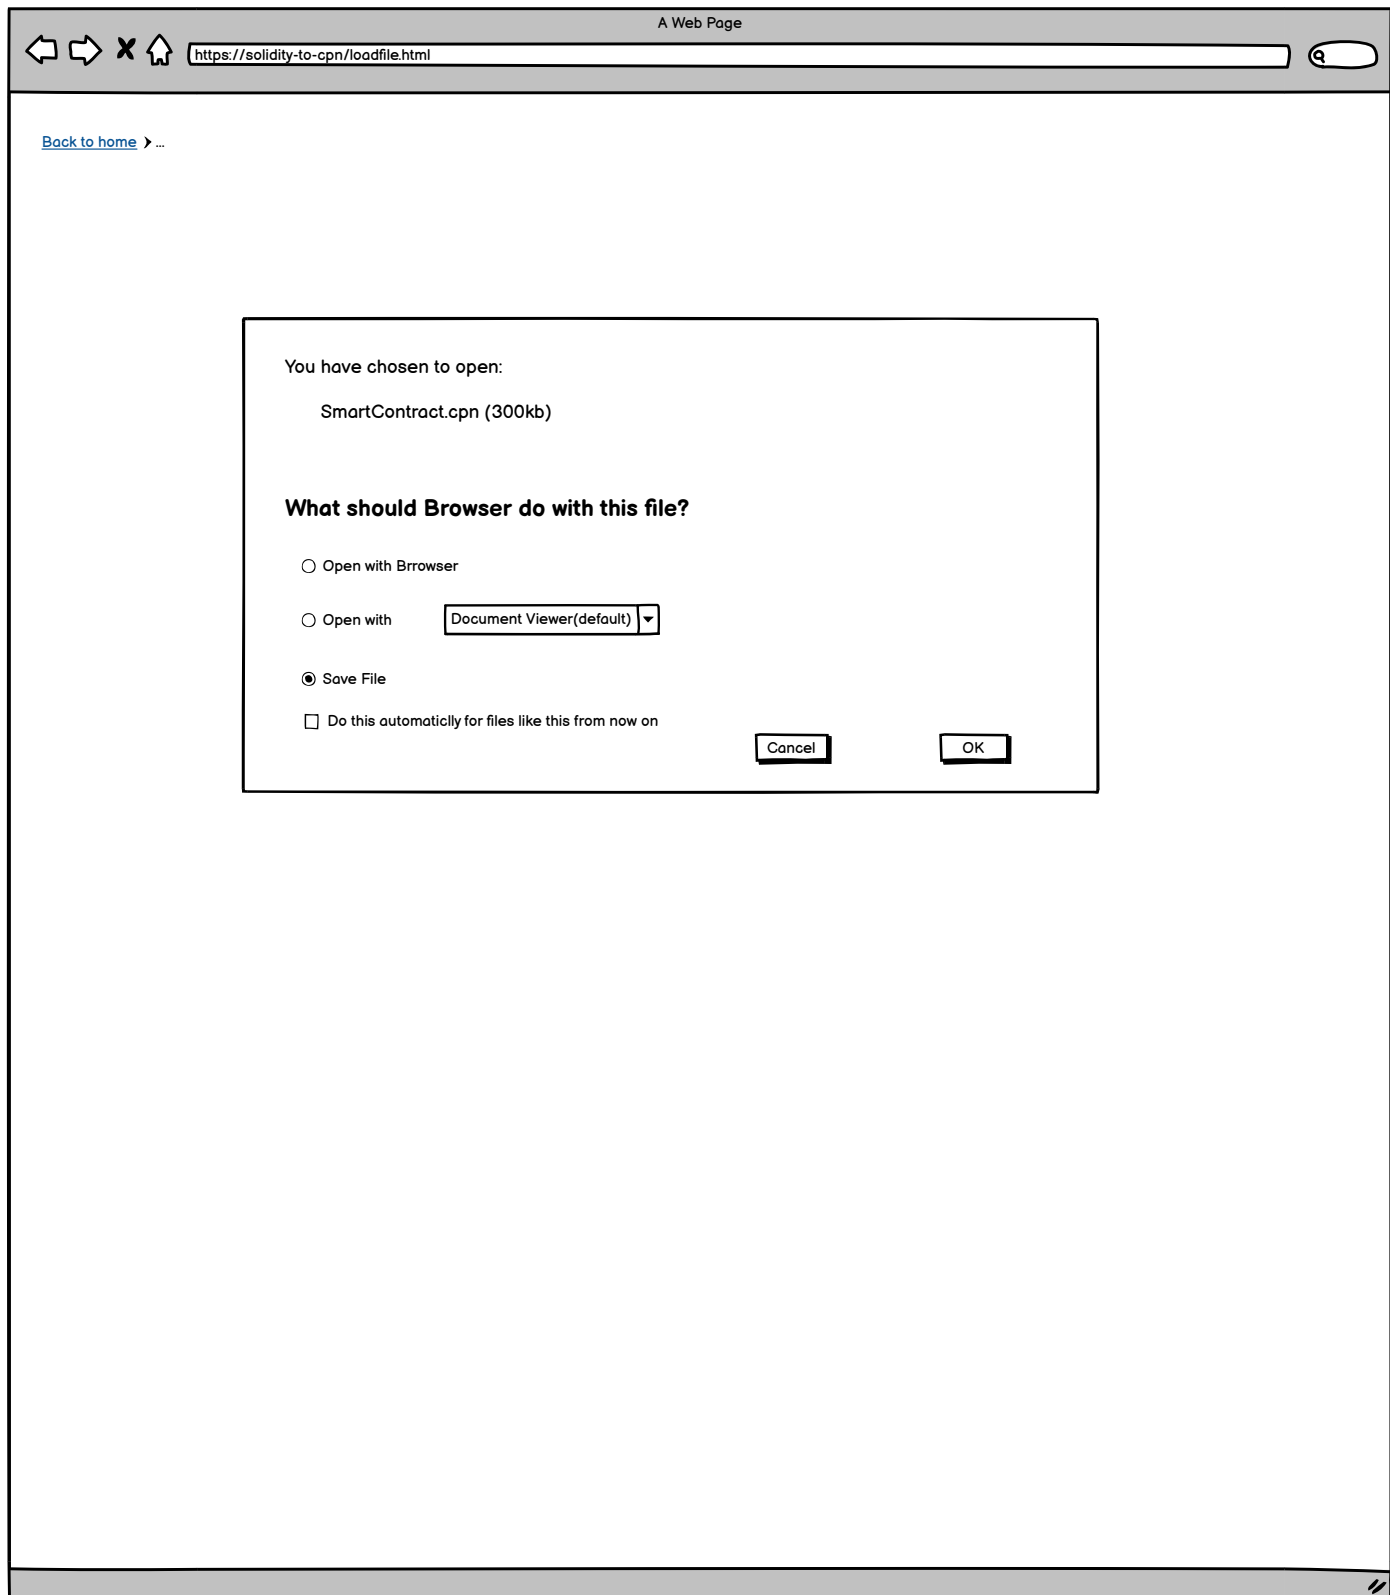 A Web Page
https://solidity-to-cpn/loadfile.html
Back to home ...
You have chosen to open:
SmartContract.cpn (300kb)
What should Browser do with this file?
Open with Brrowser
Open with Document Viewer(default)
Save File
Do this automaticlly for files like this from now on
Cancel OK